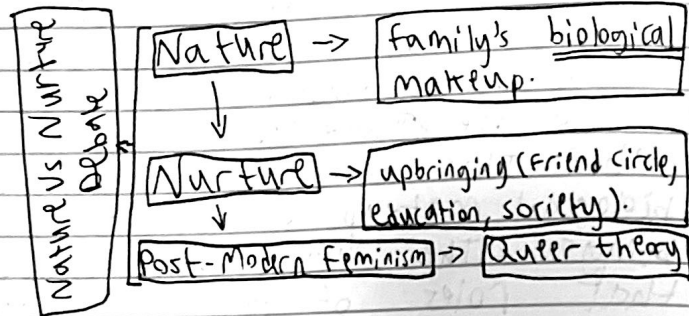 Nature Vs Nurture
Debate
Nature → family's biological
makeup.
↓
Nurture → upbringing (Friend Circle,
education, society).
↓
Post-Modern Feminism → Queer theory